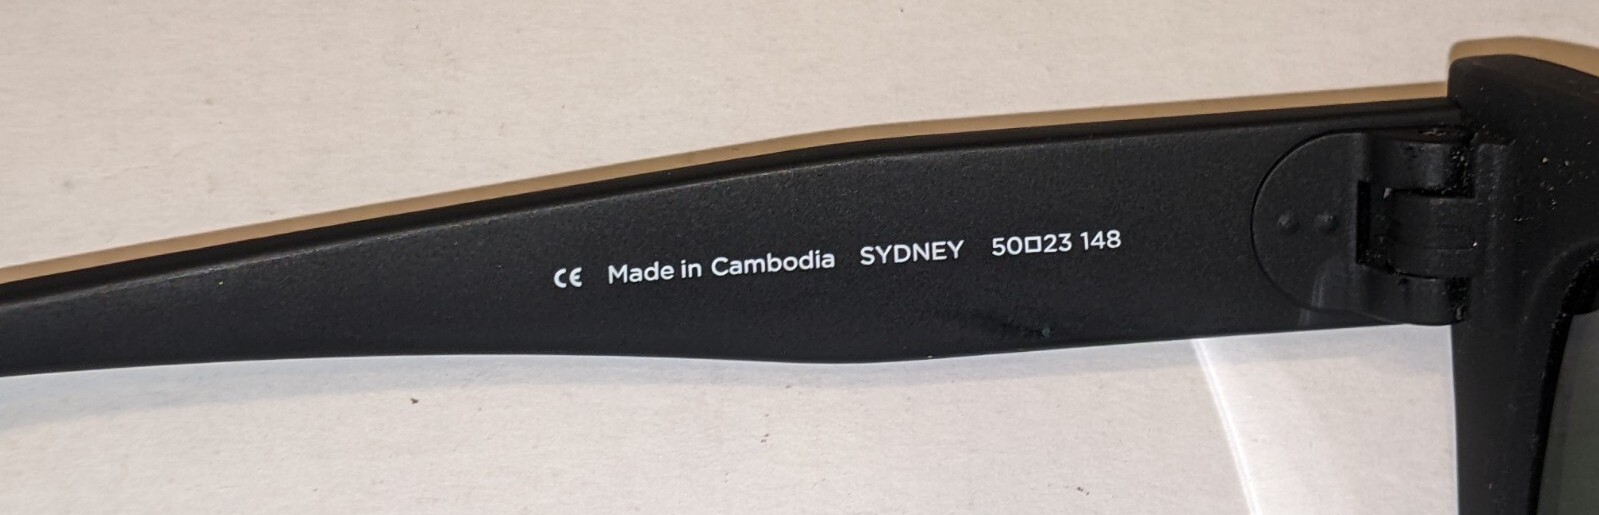 CE Made in Cambodia SYDNEY 50□23 148